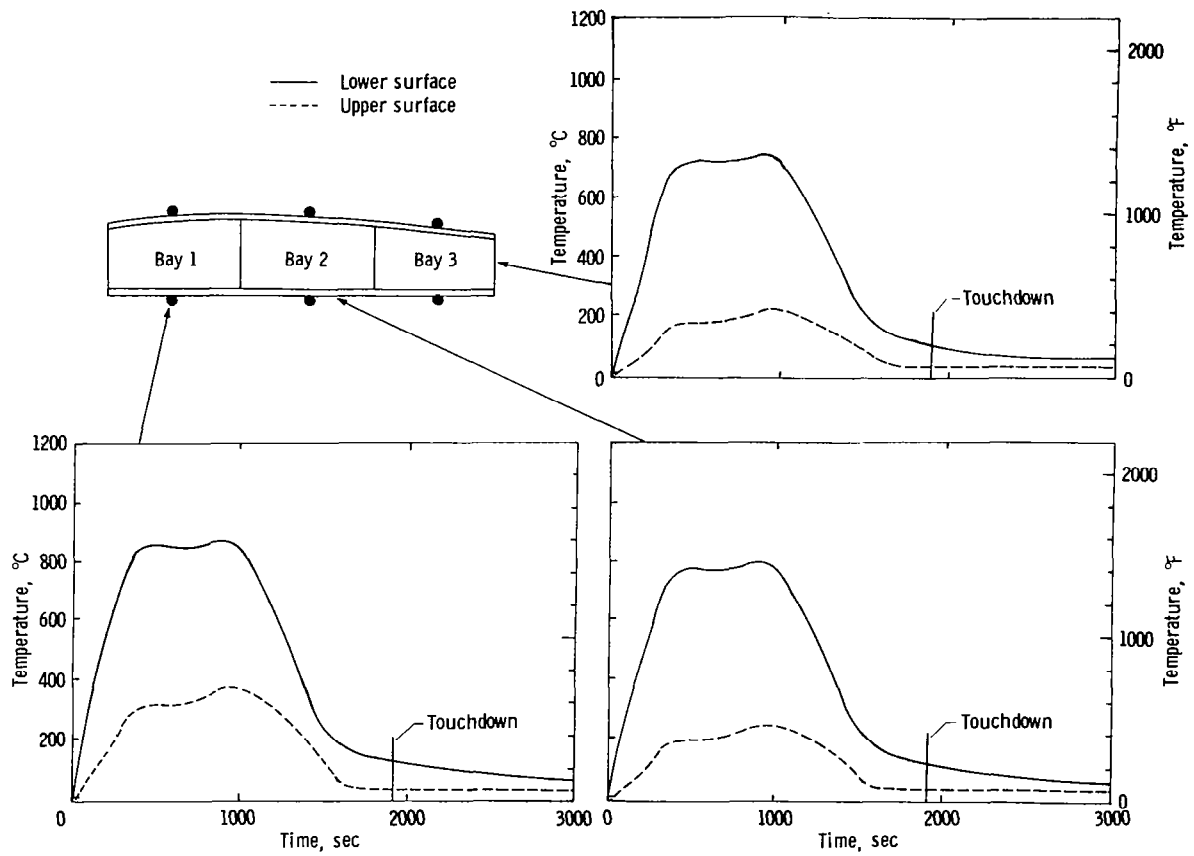 Lower surface
Upper surface
Bay 1
Bay 2
Bay 3
1200
1000
800
600
400
200
0
Temperature, °C
2000
1000
0
Temperature, °F
Touchdown
1200
1000
800
600
400
200
Temperature, °C
Touchdown
0
1000
2000
3000
Time, sec
2000
1000
0
Temperature, °F
Touchdown
0
1000
2000
3000
Time, sec